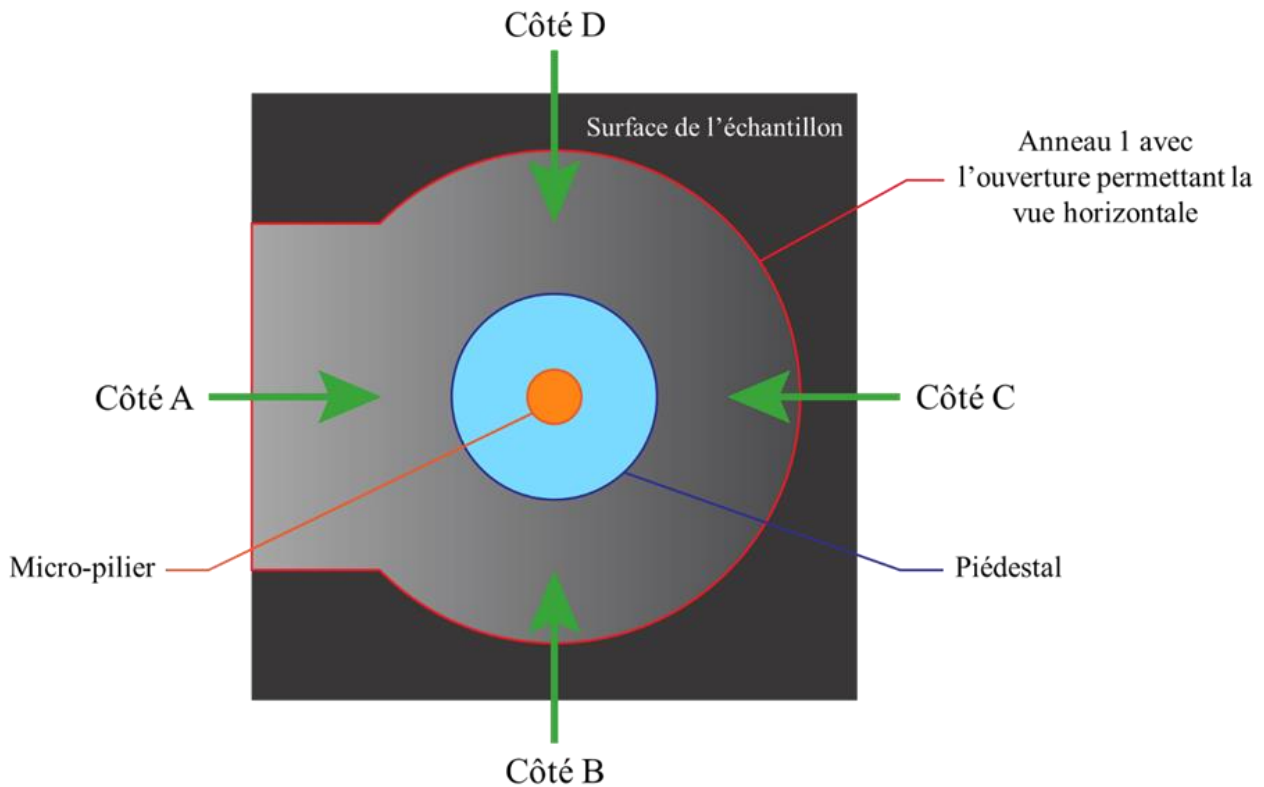 Côté D
Surface de l'échantillon
Anneau 1 avec
l'ouverture permettant la
vue horizontale
Côté A
Côté C
Micro-pilier
Piédestal
Côté B